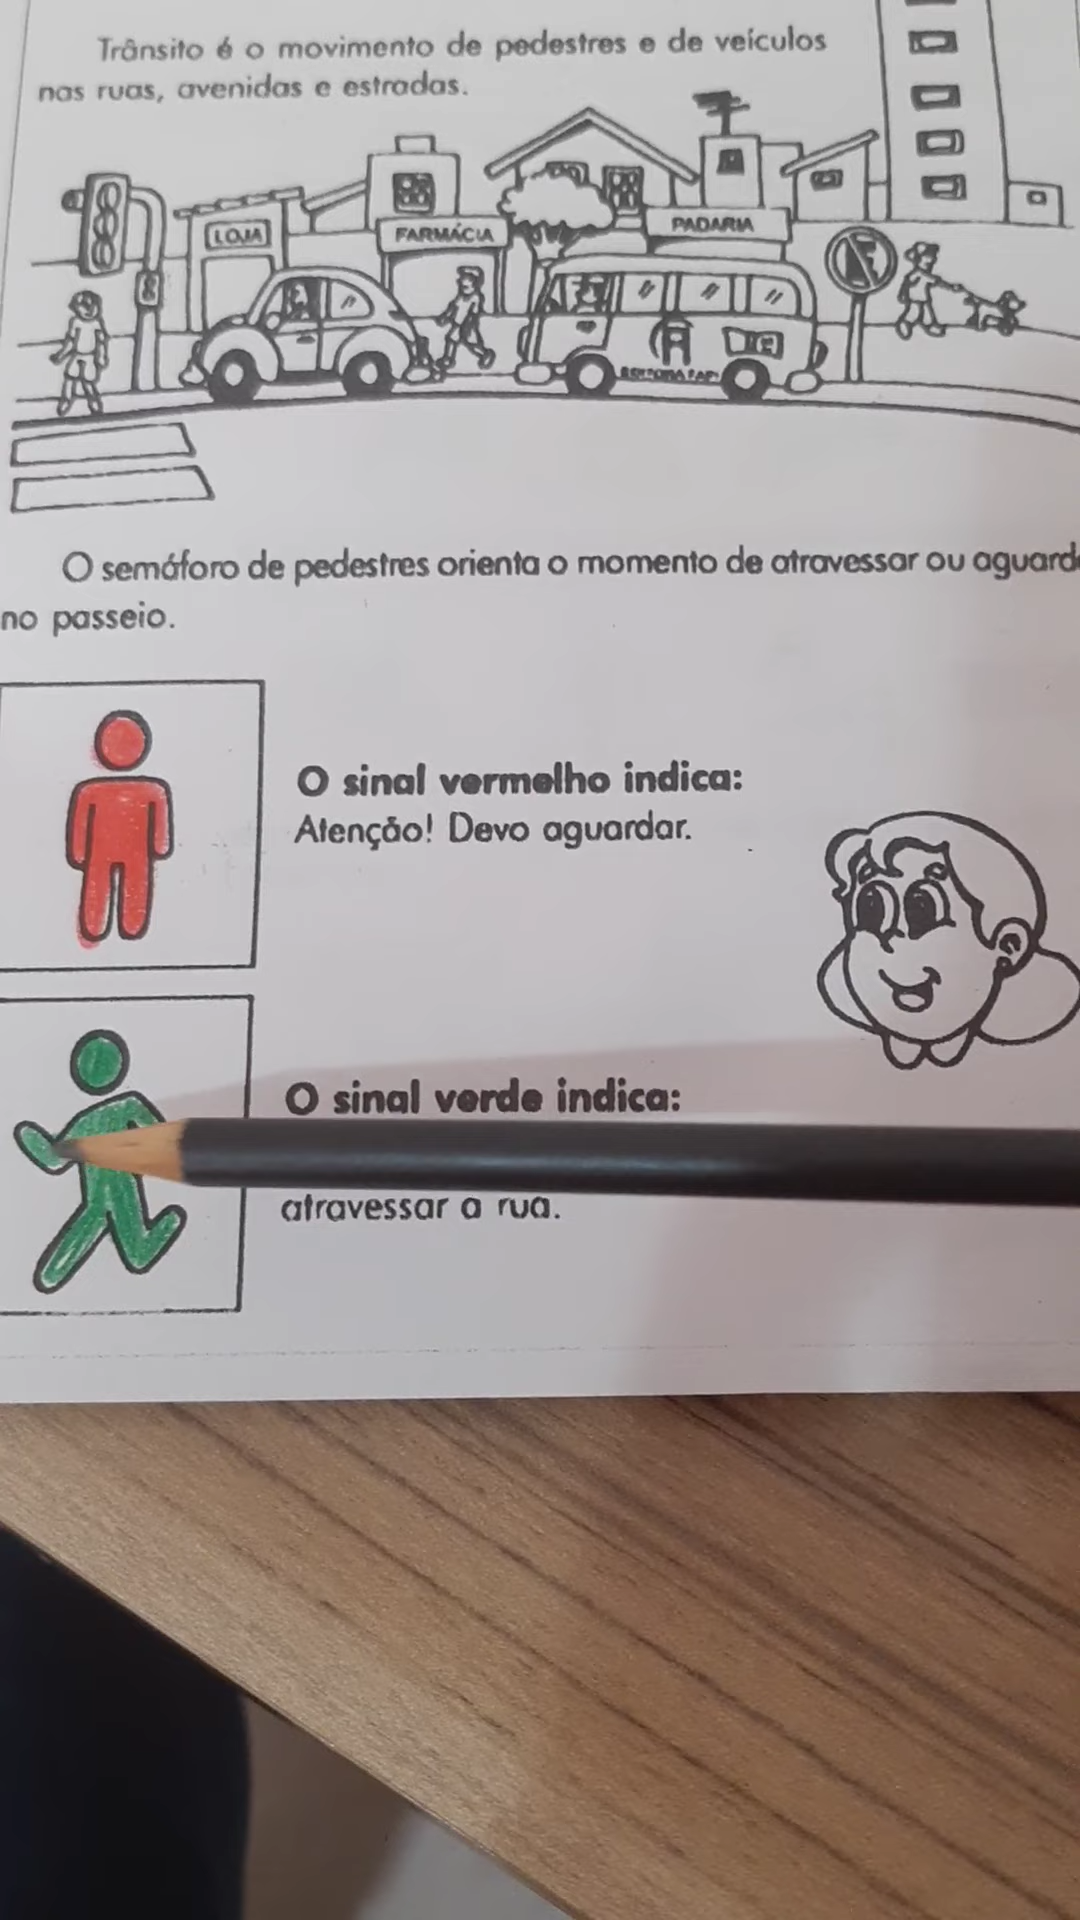 Trânsito é o movimento de pedestres e de veículos
nas ruas, avenidas e estradas.
LOJA
FARMÁCIA
PADARIA
O semáforo de pedestres orienta o momento de atravessar ou aguard
no passeio.
O sinal vermelho indica:
Atenção! Devo aguardar.
O sinal verde indica:
atravessar a rua.